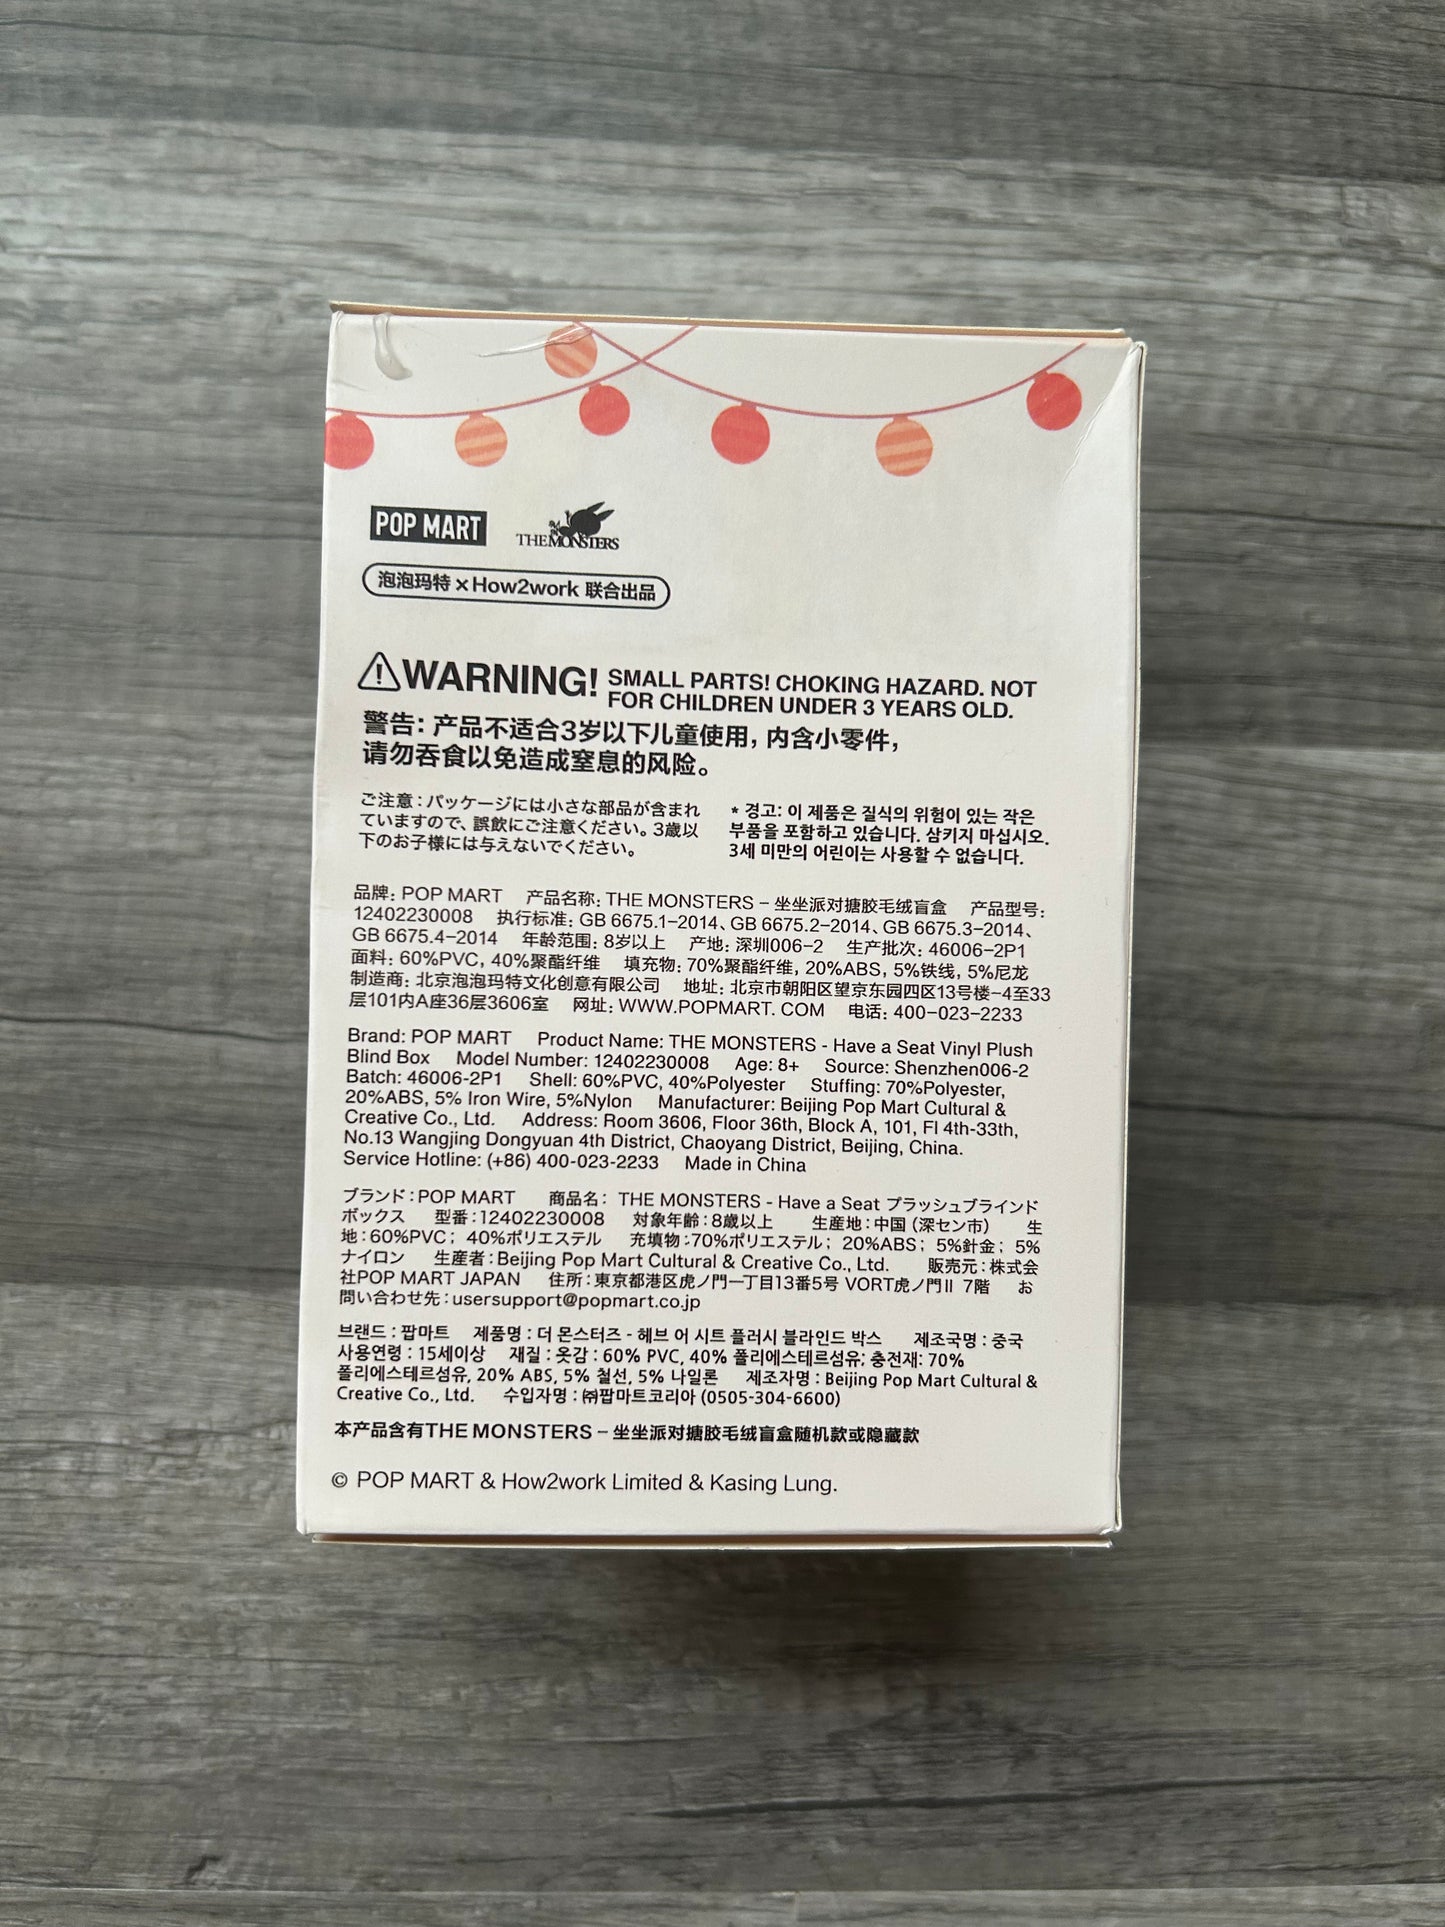 POP MART
THE MONSTERS
泡泡玛特 × How2work 联合出品
WARNING! SMALL PARTS! CHOKING HAZARD. NOT
FOR CHILDREN UNDER 3 YEARS OLD.
警告: 产品不适合3岁以下儿童使用, 内含小零件,
请勿吞食以免造成窒息的风险。
ご注意:パッケージには小さな部品が含まれ
ていますので、誤飲にご注意ください。3歳以
下のお子様には与えないでください。
* 경고: 이 제품은 질식의 위험이 있는 작은
부품을 포함하고 있습니다. 삼키지 마십시오.
3세 미만의 어린이는 사용할 수 없습니다.
品牌: POP MART 产品名称: THE MONSTERS – 坐坐派对搪胶毛绒盲盒 产品型号:
12402230008 执行标准: GB 6675.1–2014、GB 6675.2–2014、GB 6675.3–2014、
GB 6675.4–2014 年龄范围: 8岁以上 产地: 深圳006–2 生产批次: 46006–2P1
面料: 60%PVC, 40%聚酯纤维 填充物: 70%聚酯纤维, 20%ABS, 5%铁线, 5%尼龙
制造商: 北京泡泡玛特文化创意有限公司 地址: 北京市朝阳区望京东园四区13号楼–4至33
层101内A座36层3606室 网址: WWW.POPMART. COM 电话: 400–023–2233
Brand: POP MART Product Name: THE MONSTERS - Have a Seat Vinyl Plush
Blind Box Model Number: 12402230008 Age: 8+ Source: Shenzhen006-2
Batch: 46006-2P1 Shell: 60%PVC, 40%Polyester Stuffing: 70%Polyester,
20%ABS, 5% Iron Wire, 5%Nylon Manufacturer: Beijing Pop Mart Cultural &
Creative Co., Ltd. Address: Room 3606, Floor 36th, Block A, 101, Fl 4th-33th,
No.13 Wangjing Dongyuan 4th District, Chaoyang District, Beijing, China.
Service Hotline: (+86) 400-023-2233 Made in China
ブランド:POP MART 商品名: THE MONSTERS - Have a Seat プラッシュブラインド
ボックス 型番:12402230008 対象年齢:8歳以上 生産地:中国 (深セン市) 生
地:60%PVC; 40%ポリエステル 充填物:70%ポリエステル; 20%ABS; 5%針金; 5%
ナイロン 生産者:Beijing Pop Mart Cultural & Creative Co., Ltd. 販売元:株式会
社POP MART JAPAN 住所:東京都港区虎ノ門一丁目13番5号 VORT虎ノ門II 7階 お
問い合わせ先:usersupport@popmart.co.jp
브랜드 : 팝마트 제품명 : 더 몬스터즈 - 헤브 어 시트 플러시 블라인드 박스 제조국명 : 중국
사용연령 : 15세이상 재질 : 옷감 : 60% PVC, 40% 폴리에스테르섬유; 충전재: 70%
폴리에스테르섬유, 20% ABS, 5% 철선, 5% 나일론 제조자명 : Beijing Pop Mart Cultural &
Creative Co., Ltd. 수입자명 : ㈜팝마트코리아 (0505-304-6600)
本产品含有THE MONSTERS – 坐坐派对搪胶毛绒盲盒随机款或隐藏款
© POP MART & How2work Limited & Kasing Lung.